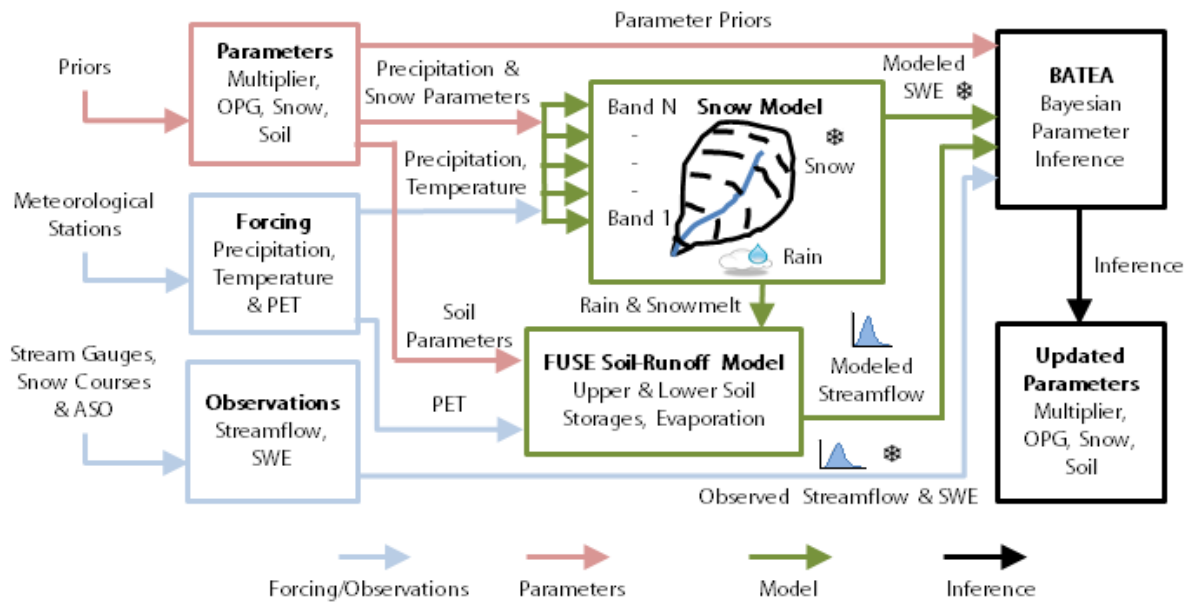 Priors
Parameters
Multiplier,
OPG, Snow,
Soil
Parameter Priors
Precipitation &
Snow Parameters
Precipitation,
Temperature
Band N
-
-
-
Band 1
Snow Model
Snow
Rain
Modeled
SWE
BATEA
Bayesian
Parameter
Inference
Meteorological
Stations
Forcing
Precipitation,
Temperature
& PET
Rain & Snowmelt
Inference
Soil
Parameters
PET
FUSE Soil-Runoff Model
Upper & Lower Soil
Storages, Evaporation
Modeled
Streamflow
Stream Gauges,
Snow Courses
& ASO
Observations
Streamflow,
SWE
Observed Streamflow & SWE
Updated
Parameters
Multiplier,
OPG, Snow,
Soil
Forcing/Observations
Parameters
Model
Inference